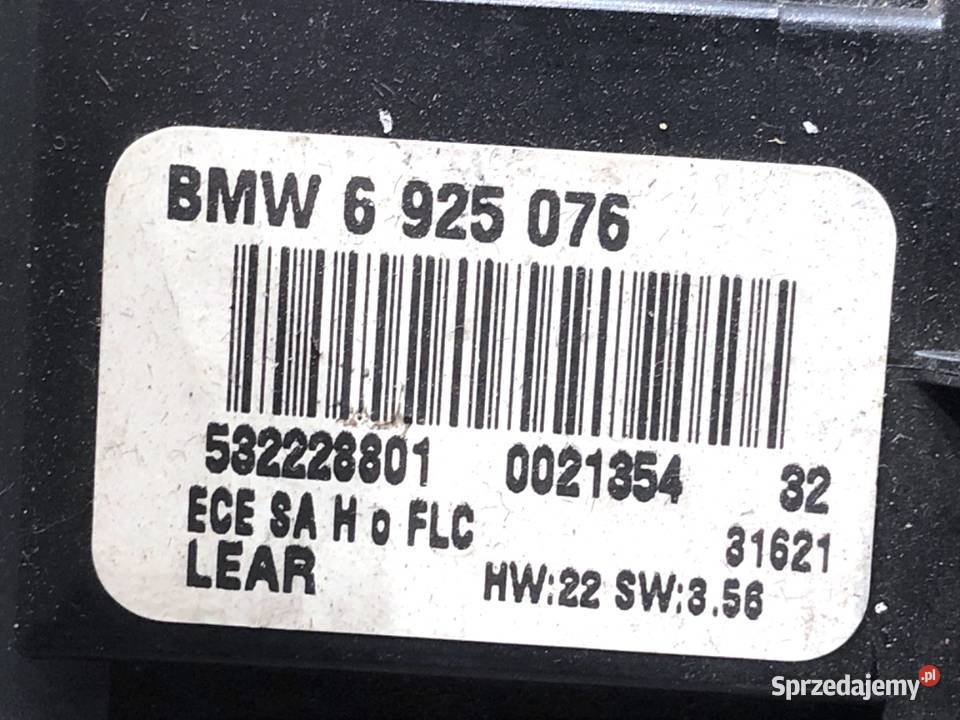 BMW 6 925 076
532228801 0021354 32
ECE SA H o FLC 31621
LEAR HW:22 SW:3.56
Sprzedajemy.pl